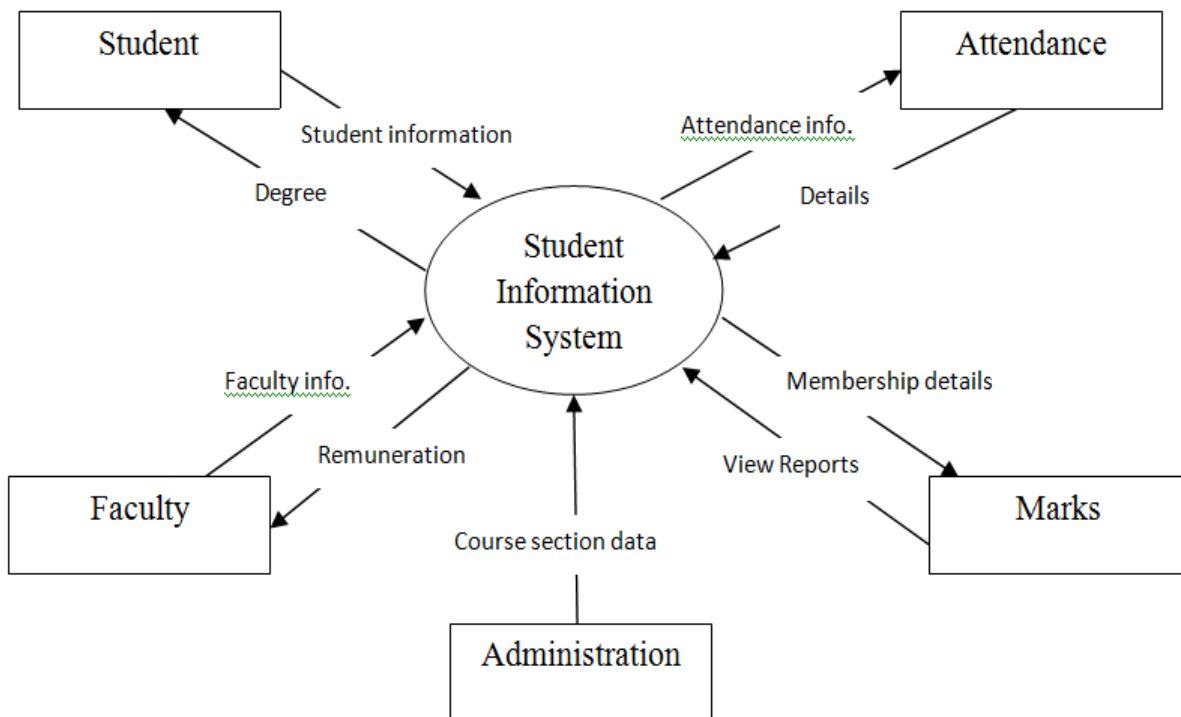 Student
Attendance
Student information
Attendance info.
Degree
Details
Student
Information
System
Faculty info.
Membership details
Remuneration
View Reports
Faculty
Marks
Course section data
Administration